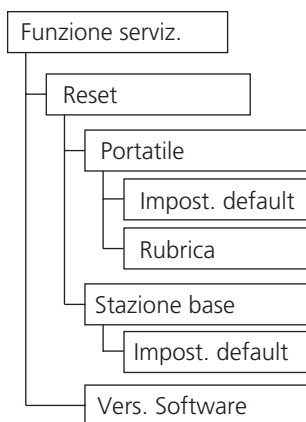 Funzione serviz.
Reset
Portatile
Impost. default
Rubrica
Stazione base
Impost. default
Vers. Software